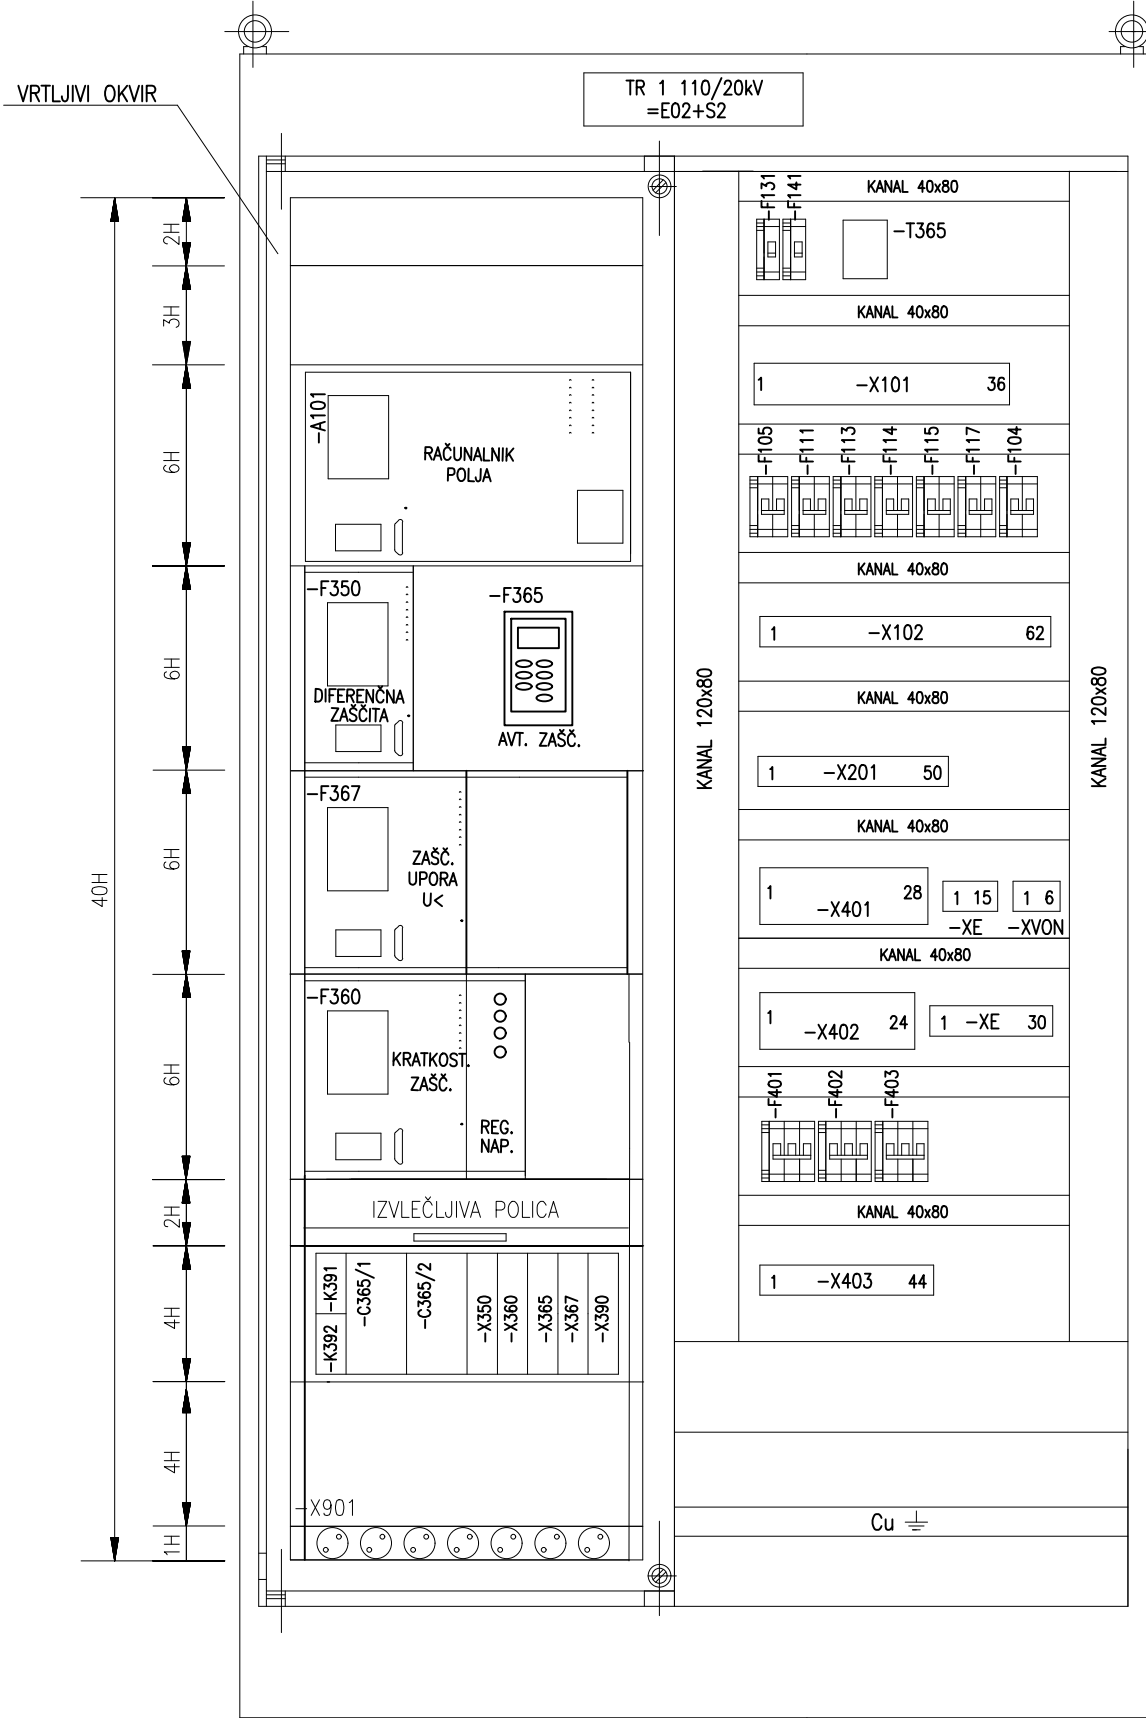 VRTLJIVI OKVIR
TR 1 110/20kV
=E02+S2
40H
2H
3H
6H
6H
6H
6H
2H
4H
4H
1H
-A101
RAČUNALNIK
POLJA
-F350
DIFERENČNA
ZAŠČITA
-F365
AVT. ZAŠČ.
-F367
ZAŠČ.
UPORA
U<
-F360
KRATKOST.
ZAŠČ.
REG.
NAP.
IZVLEČLJIVA POLICA
-K392 -K391
-C365/1
-C365/2
-X350
-X360
-X365
-X367
-X390
-X901
KANAL 120x80
-F131
-F141
KANAL 40x80
-T365
KANAL 40x80
1 -X101 36
-F105
-F111
-F113
-F114
-F115
-F117
-F104
KANAL 40x80
1 -X102 62
KANAL 40x80
1 -X201 50
KANAL 40x80
1 -X401 28
1 15
-XE
1 6
-XVON
KANAL 40x80
1 -X402 24
1 -XE 30
-F401
-F402
-F403
KANAL 40x80
1 -X403 44
KANAL 120x80
Cu